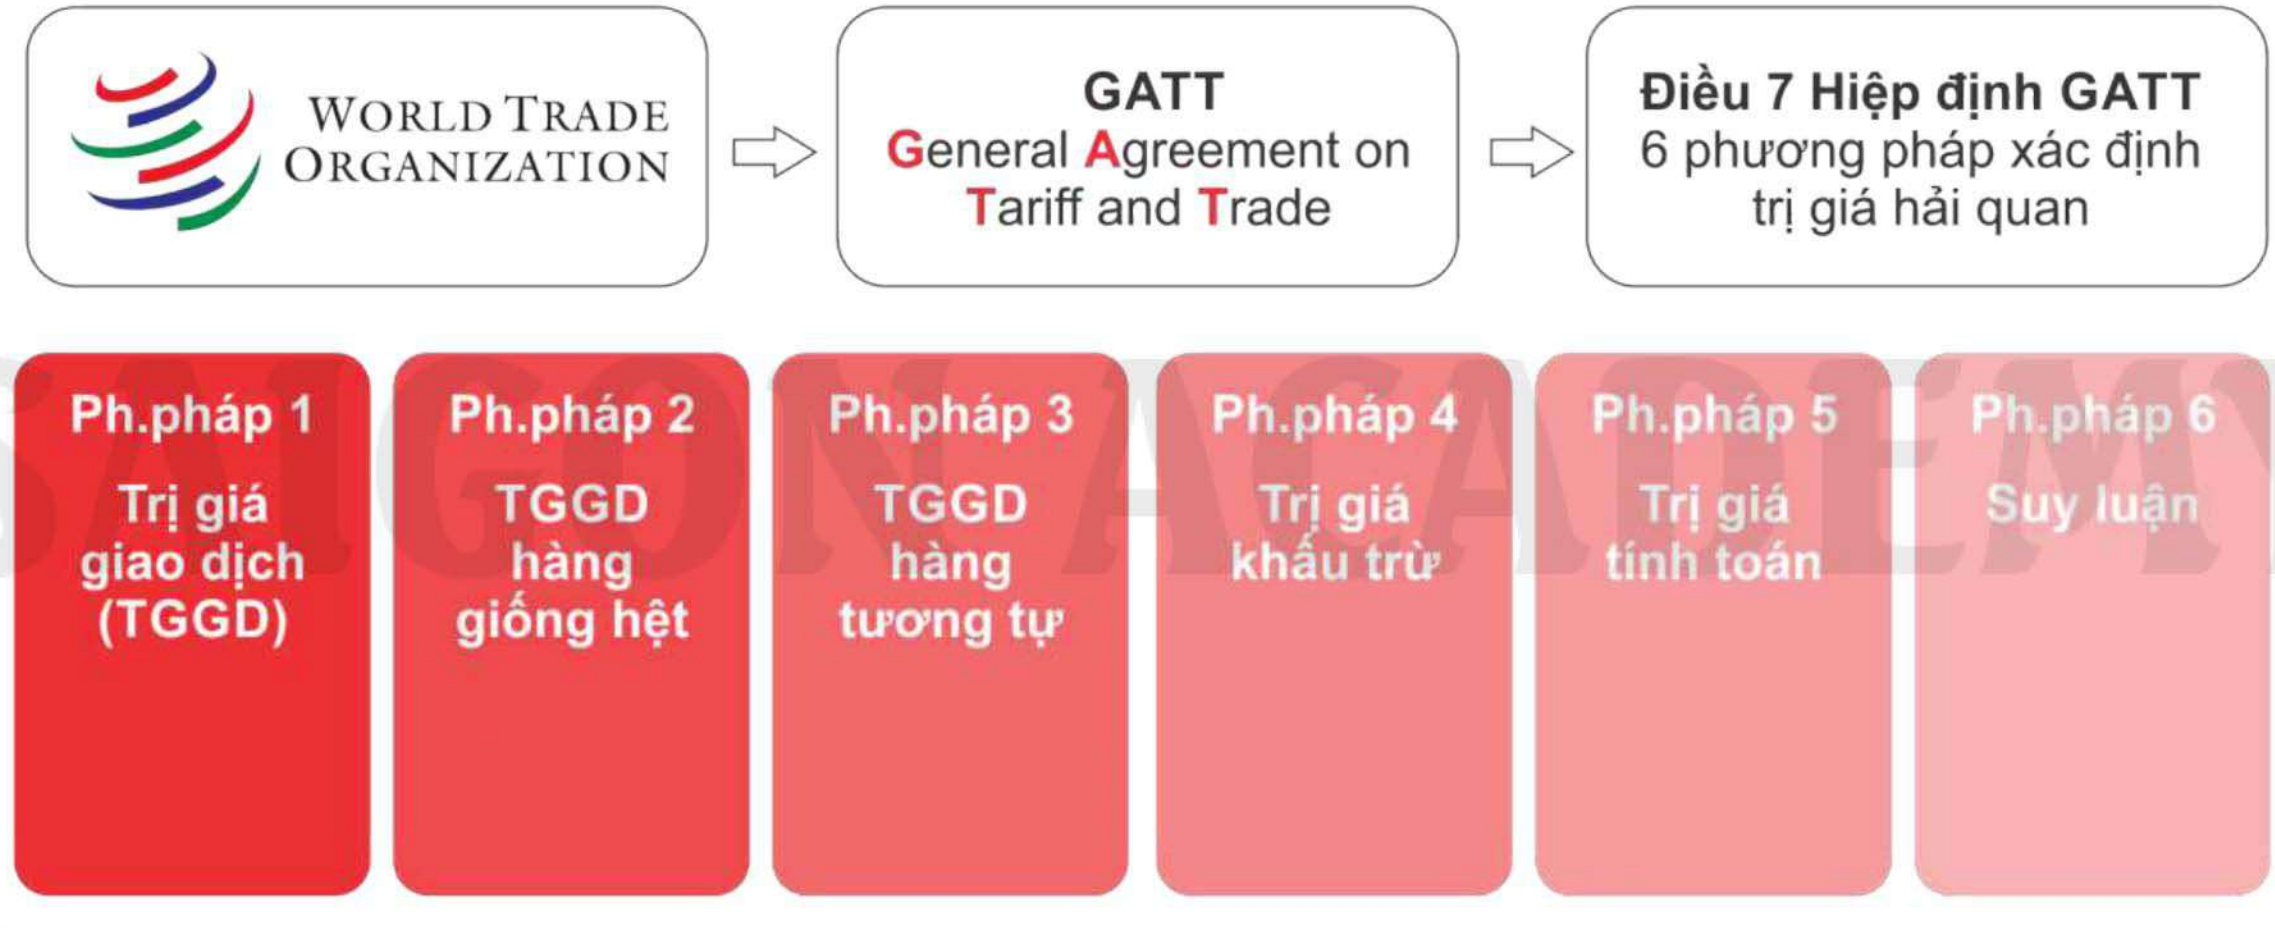 WORLD TRADE
ORGANIZATION
GATT
General Agreement on
Tariff and Trade
Điều 7 Hiệp định GATT
6 phương pháp xác định
trị giá hải quan
SAIGON ACADEMY
Ph.pháp 1
Trị giá
giao dịch
(TGGD)
Ph.pháp 2
TGGD
hàng
giống hệt
Ph.pháp 3
TGGD
hàng
tương tự
Ph.pháp 4
Trị giá
khấu trừ
Ph.pháp 5
Trị giá
tính toán
Ph.pháp 6
Suy luận